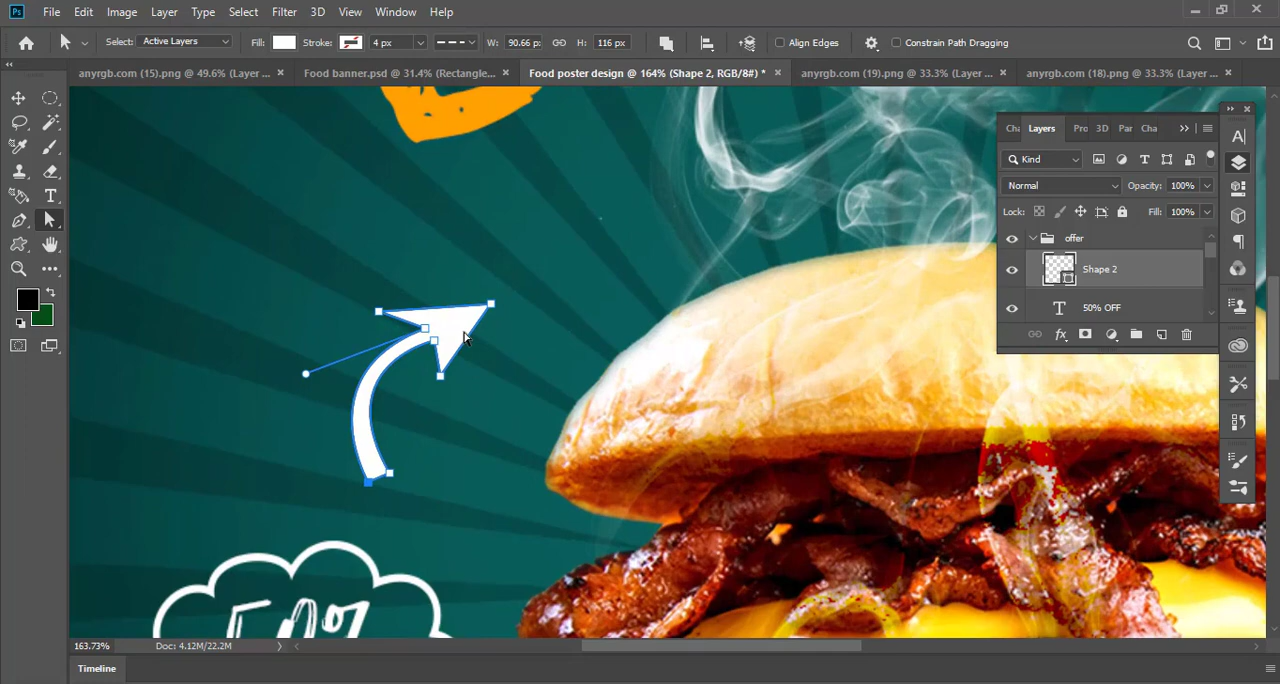 Ps File Edit Image Layer Type Select Filter 3D View Window Help
Select: Active Layers Fill: Stroke: 4 px W: 90.66 px H: 116 px Align Edges Constrain Path Dragging
anyrgb.com (15).png @ 49.6% (Layer ... × Food banner.psd @ 31.4% (Rectangle... × Food poster design @ 164% (Shape 2, RGB/8#) * × anyrgb.com (19).png @ 33.3% (Layer ... × anyrgb.com (18).png @ 33.3% (Layer ... ×
Cha Layers Pro 3D Par Cha
Kind
Normal Opacity: 100%
Lock: Fill: 100%
offer
Shape 2
T 50% OFF
fx
163.73% Doc: 4.12M/22.2M
Timeline